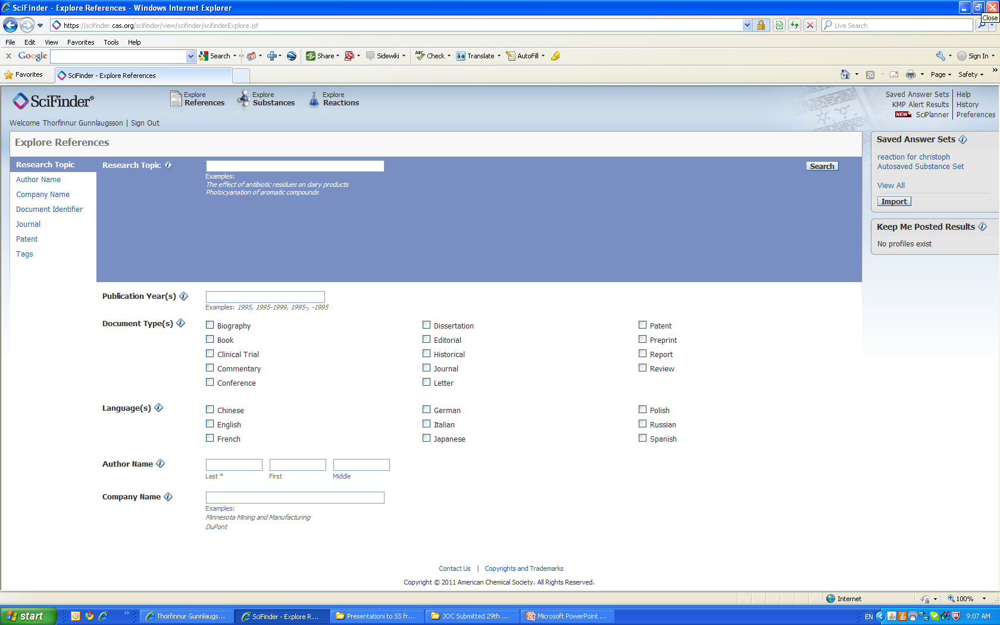 SciFinder - Explore References - Windows Internet Explorer
Close
https://scifinder.cas.org/scifinder/view/scifinder/scifinderExplore.jsf
Live Search
File Edit View Favorites Tools Help
x Google Search Share Sidewiki ABC Check Translate AutoFill Sign In
Favorites SciFinder - Explore References Page Safety
SciFinder®
Explore References
Explore Substances
Explore Reactions
Saved Answer Sets | Help
KMP Alert Results | History
NEW SciPlanner | Preferences
Welcome Thorfinnur Gunnlaugsson | Sign Out
Explore References
Research Topic
Author Name
Company Name
Document Identifier
Journal
Patent
Tags
Research Topic
Search
Examples:
The effect of antibiotic residues on dairy products
Photocyanation of aromatic compounds
Publication Year(s)
Examples: 1995, 1995-1999, 1995-, -1995
Document Type(s)
Biography Dissertation Patent
Book Editorial Preprint
Clinical Trial Historical Report
Commentary Journal Review
Conference Letter
Language(s)
Chinese German Polish
English Italian Russian
French Japanese Spanish
Author Name
Last * First Middle
Company Name
Examples:
Minnesota Mining and Manufacturing
DuPont
Saved Answer Sets
reaction for christoph
Autosaved Substance Set
View All
Import
Keep Me Posted Results
No profiles exist
Contact Us | Copyrights and Trademarks
Copyright © 2011 American Chemical Society. All Rights Reserved.
Internet 100%
start Thorfinnur Gunnlaugs... SciFinder - Explore R... Presentationi to SS fr... JOC Submitted 29th ... Microsoft PowerPoint ... EN 9:07 AM